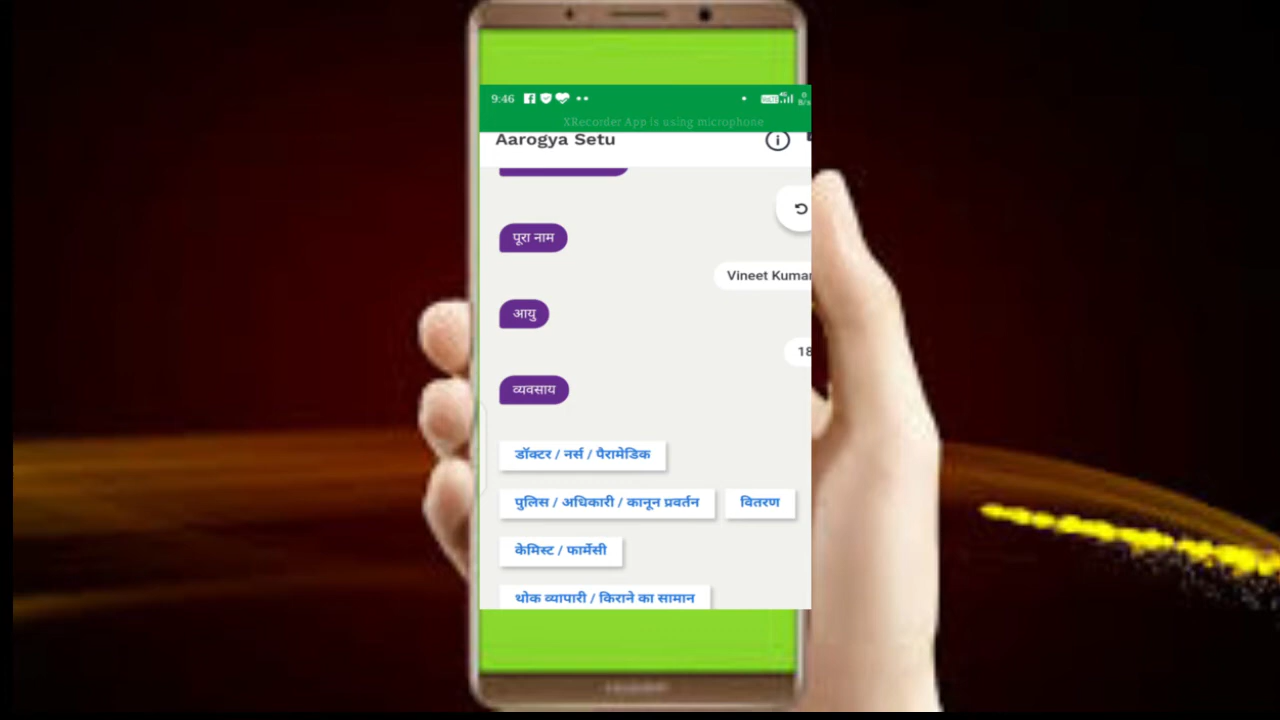 9:46
XRecorder App is using microphone
Aarogya Setu
पूरा नाम
Vineet Kumar
आयु
18
व्यवसाय
डॉक्टर / नर्स / पैरामेडिक
पुलिस / अधिकारी / कानून प्रवर्तन वितरण
केमिस्ट / फार्मेसी
थोक व्यापारी / किराने का सामान